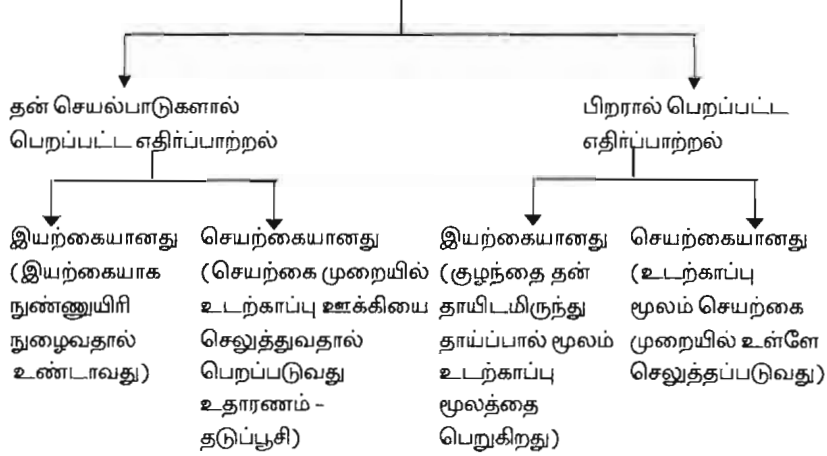 தன் செயல்பாடுகளால்
பெறப்பட்ட எதிர்ப்பாற்றல்
பிறரால் பெறப்பட்ட
எதிர்ப்பாற்றல்
இயற்கையானது
(இயற்கையாக
நுண்ணுயிரி
நுழைவதால்
உண்டாவது)
செயற்கையானது
(செயற்கை முறையில்
உடற்காப்பு ஊக்கியை
செலுத்துவதால்
பெறப்படுவது
உதாரணம் –
தடுப்பூசி)
இயற்கையானது
(குழந்தை தன்
தாயிடமிருந்து
தாய்ப்பால் மூலம்
உடற்காப்பு
மூலத்தை
பெறுகிறது)
செயற்கையானது
(உடற்காப்பு
மூலம் செயற்கை
முறையில் உள்ளே
செலுத்தப்படுவது)